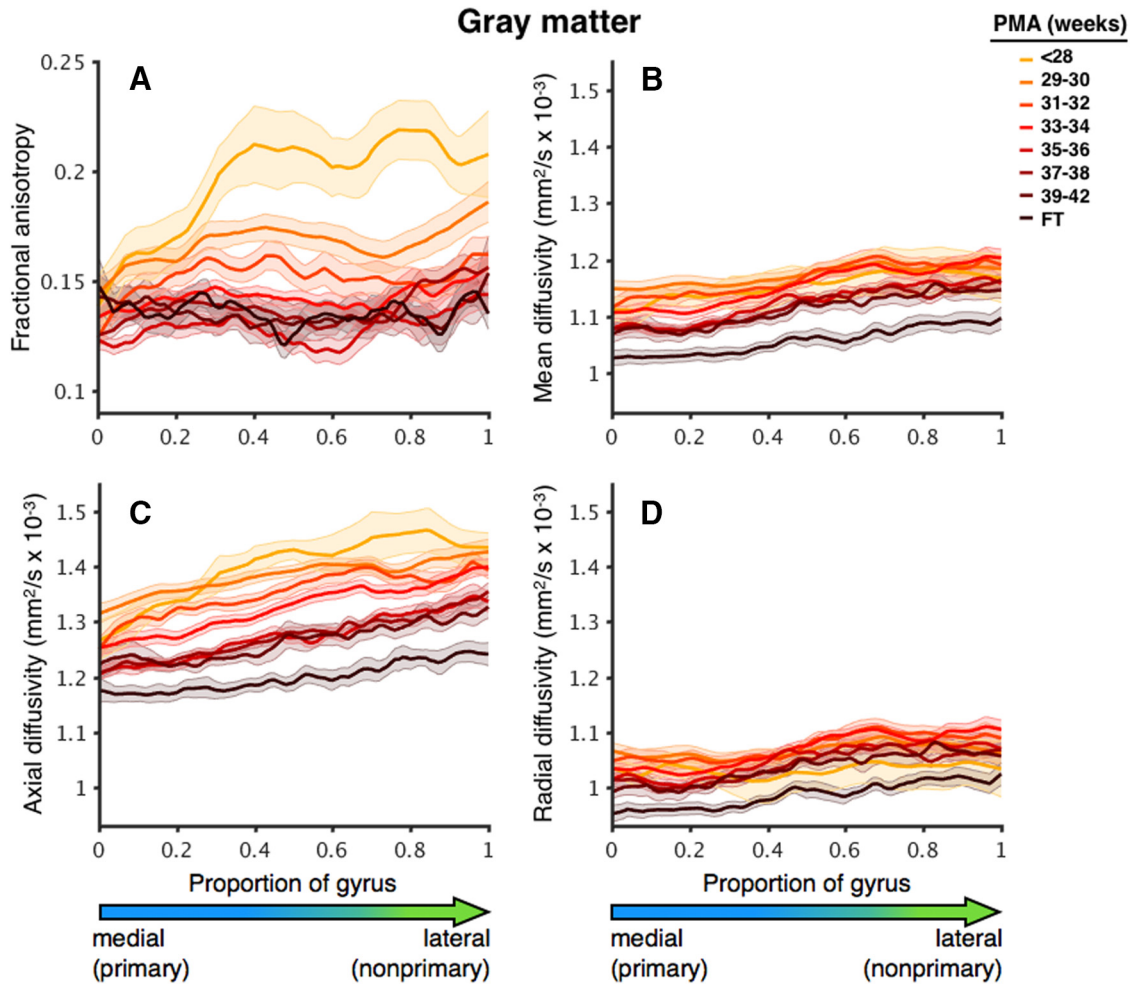 Gray matter
PMA (weeks)
<28
29-30
31-32
33-34
35-36
37-38
39-42
FT
A
Fractional anisotropy
0.25
0.2
0.15
0.1
0 0.2 0.4 0.6 0.8 1
B
Mean diffusivity (mm²/s x 10⁻³)
1.5
1.4
1.3
1.2
1.1
1
0 0.2 0.4 0.6 0.8 1
C
Axial diffusivity (mm²/s x 10⁻³)
1.5
1.4
1.3
1.2
1.1
1
0 0.2 0.4 0.6 0.8 1
Proportion of gyrus
medial lateral
(primary) (nonprimary)
D
Radial diffusivity (mm²/s x 10⁻³)
1.5
1.4
1.3
1.2
1.1
1
0 0.2 0.4 0.6 0.8 1
Proportion of gyrus
medial lateral
(primary) (nonprimary)